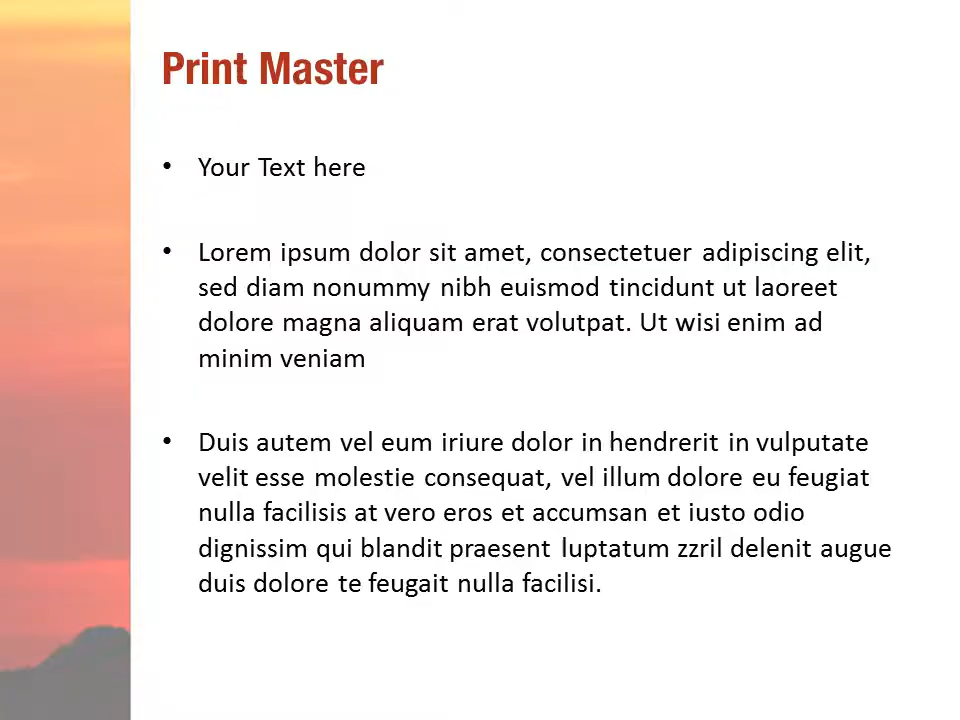 Print Master
• Your Text here
• Lorem ipsum dolor sit amet, consectetuer adipiscing elit,
sed diam nonummy nibh euismod tincidunt ut laoreet
dolore magna aliquam erat volutpat. Ut wisi enim ad
minim veniam
• Duis autem vel eum iriure dolor in hendrerit in vulputate
velit esse molestie consequat, vel illum dolore eu feugiat
nulla facilisis at vero eros et accumsan et iusto odio
dignissim qui blandit praesent luptatum zzril delenit augue
duis dolore te feugait nulla facilisi.